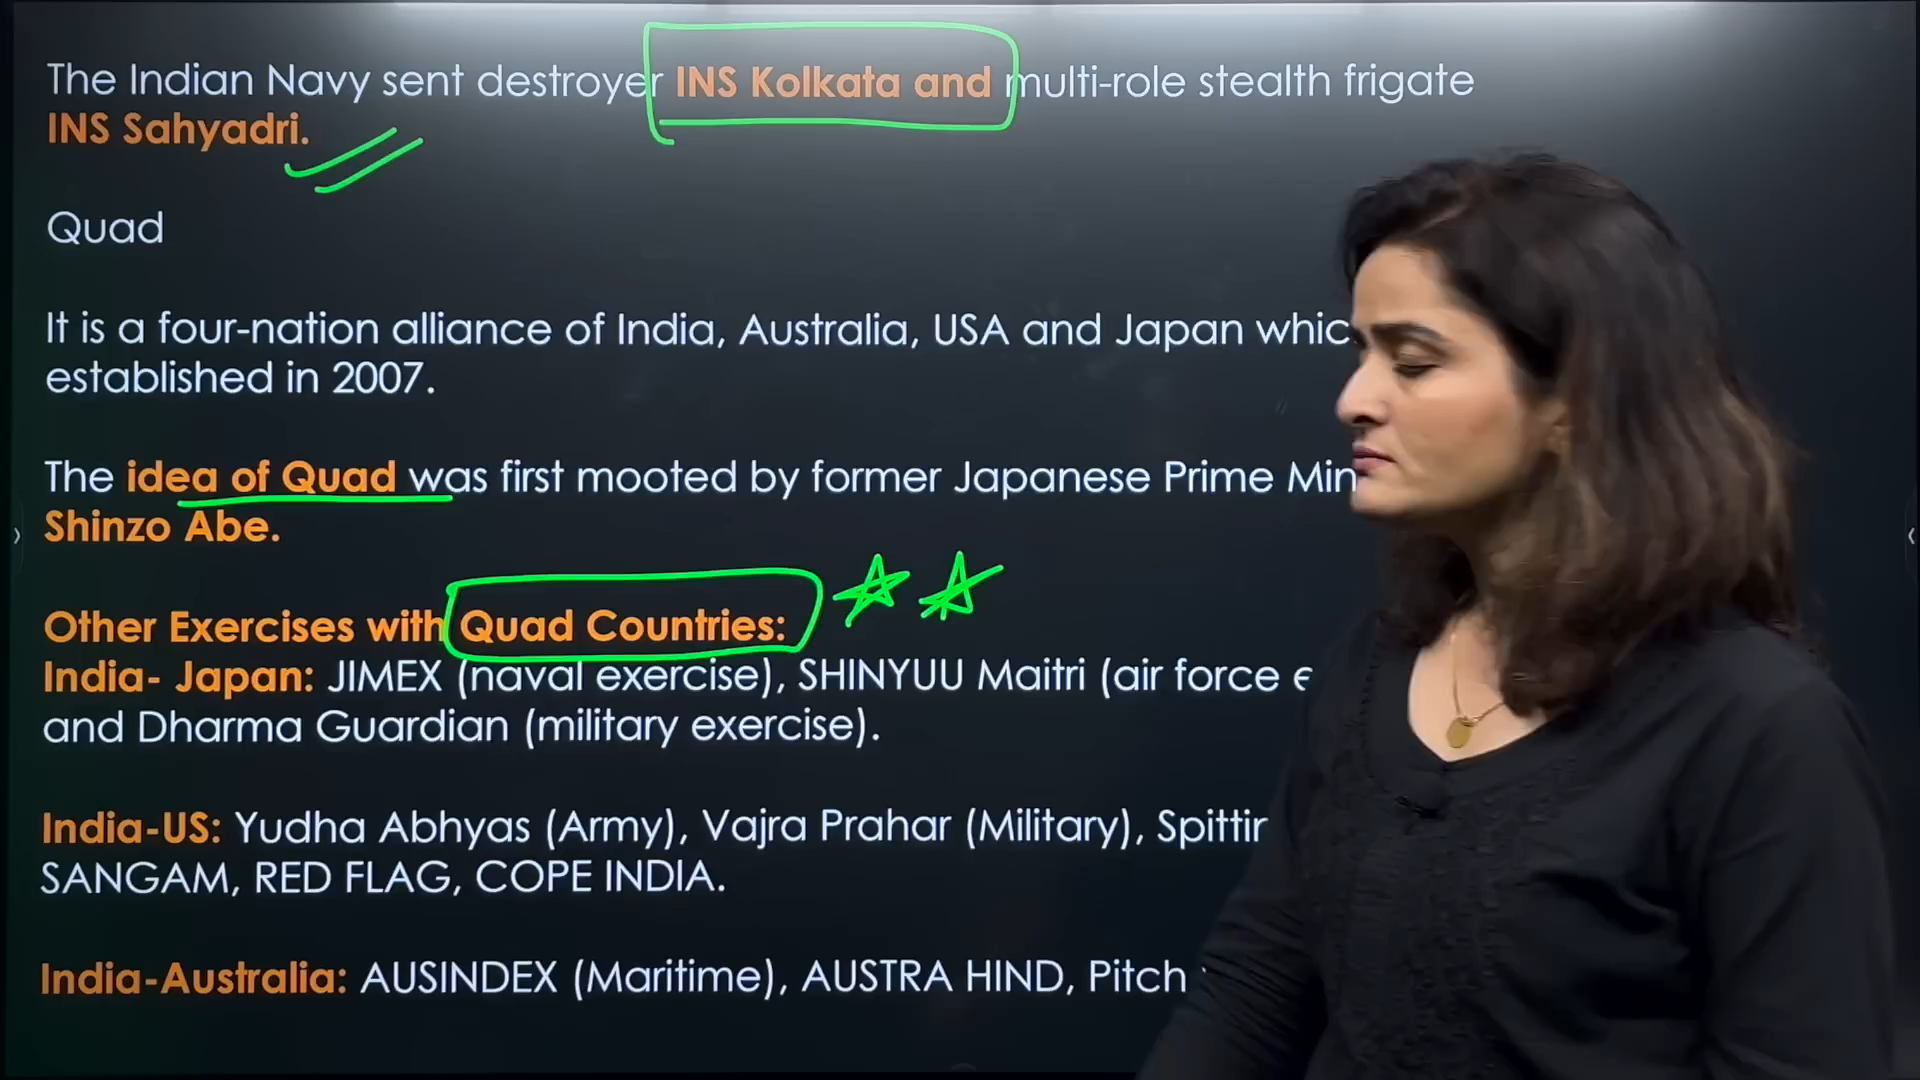 The Indian Navy sent destroyer INS Kolkata and multi-role stealth frigate
INS Sahyadri.
Quad
It is a four-nation alliance of India, Australia, USA and Japan
established in 2007.
The idea of Quad was first mooted by former Japanese Prime
Shinzo Abe.
Other Exercises with Quad Countries:
India- Japan: JIMEX (naval exercise), SHINYUU Maitri (air force
and Dharma Guardian (military exercise).
India-US: Yudha Abhyas (Army), Vajra Prahar (Military),
SANGAM, RED FLAG, COPE INDIA.
India-Australia: AUSINDEX (Maritime), AUSTRA HIND, Pitch